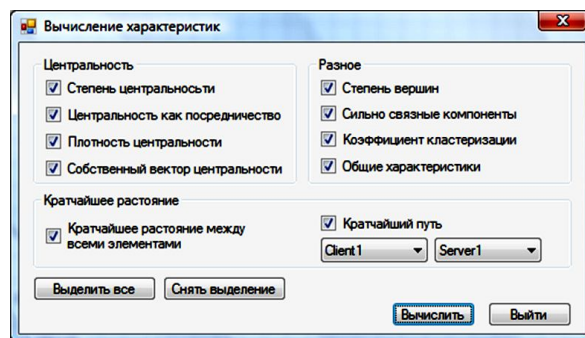 Вычисление характеристик
Центральность
Степень центральносьти
Центральность как посредничество
Плотность центральности
Собственный вектор центральности
Разное
Степень вершин
Сильно связные компоненты
Коэффициент кластеризации
Общие характеристики
Кратчайшее растояние
Кратчайшее растояние между
всеми элементами
Кратчайший путь
Client1
Server1
Выделить все
Снять выделение
Вычислить
Выйти